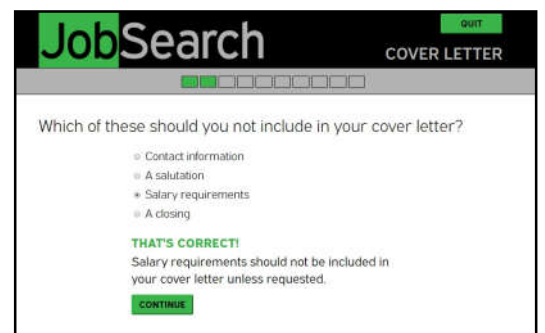 QUIT
JobSearch
COVER LETTER
Which of these should you not include in your cover letter?
Contact information
A salutation
Salary requirements
A closing
THAT'S CORRECT!
Salary requirements should not be included in
your cover letter unless requested.
CONTINUE